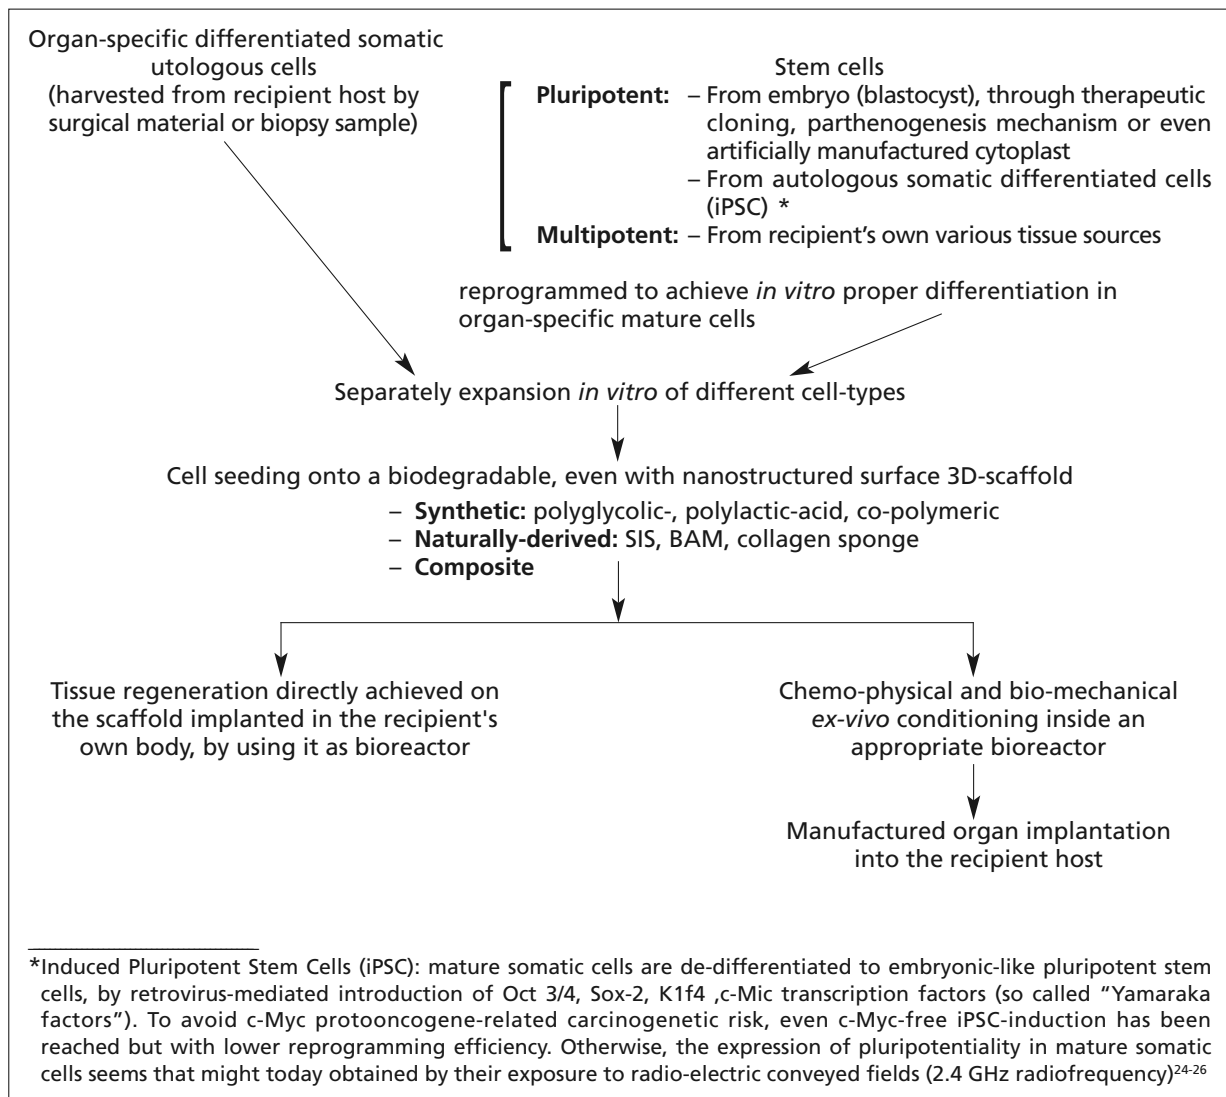 Organ-specific differentiated somatic
utologous cells
(harvested from recipient host by
surgical material or biopsy sample)
Stem cells
Pluripotent: – From embryo (blastocyst), through therapeutic
cloning, parthenogenesis mechanism or even
artificially manufactured cytoplast
– From autologous somatic differentiated cells
(iPSC) *
Multipotent: – From recipient's own various tissue sources
reprogrammed to achieve in vitro proper differentiation in
organ-specific mature cells
Separately expansion in vitro of different cell-types
Cell seeding onto a biodegradable, even with nanostructured surface 3D-scaffold
– Synthetic: polyglycolic-, polylactic-acid, co-polymeric
– Naturally-derived: SIS, BAM, collagen sponge
– Composite
Tissue regeneration directly achieved on
the scaffold implanted in the recipient's
own body, by using it as bioreactor
Chemo-physical and bio-mechanical
ex-vivo conditioning inside an
appropriate bioreactor
Manufactured organ implantation
into the recipient host
*Induced Pluripotent Stem Cells (iPSC): mature somatic cells are de-differentiated to embryonic-like pluripotent stem
cells, by retrovirus-mediated introduction of Oct 3/4, Sox-2, K1f4 ,c-Mic transcription factors (so called “Yamaraka
factors”). To avoid c-Myc protooncogene-related carcinogenetic risk, even c-Myc-free iPSC-induction has been
reached but with lower reprogramming efficiency. Otherwise, the expression of pluripotentiality in mature somatic
cells seems that might today obtained by their exposure to radio-electric conveyed fields (2.4 GHz radiofrequency)24-26